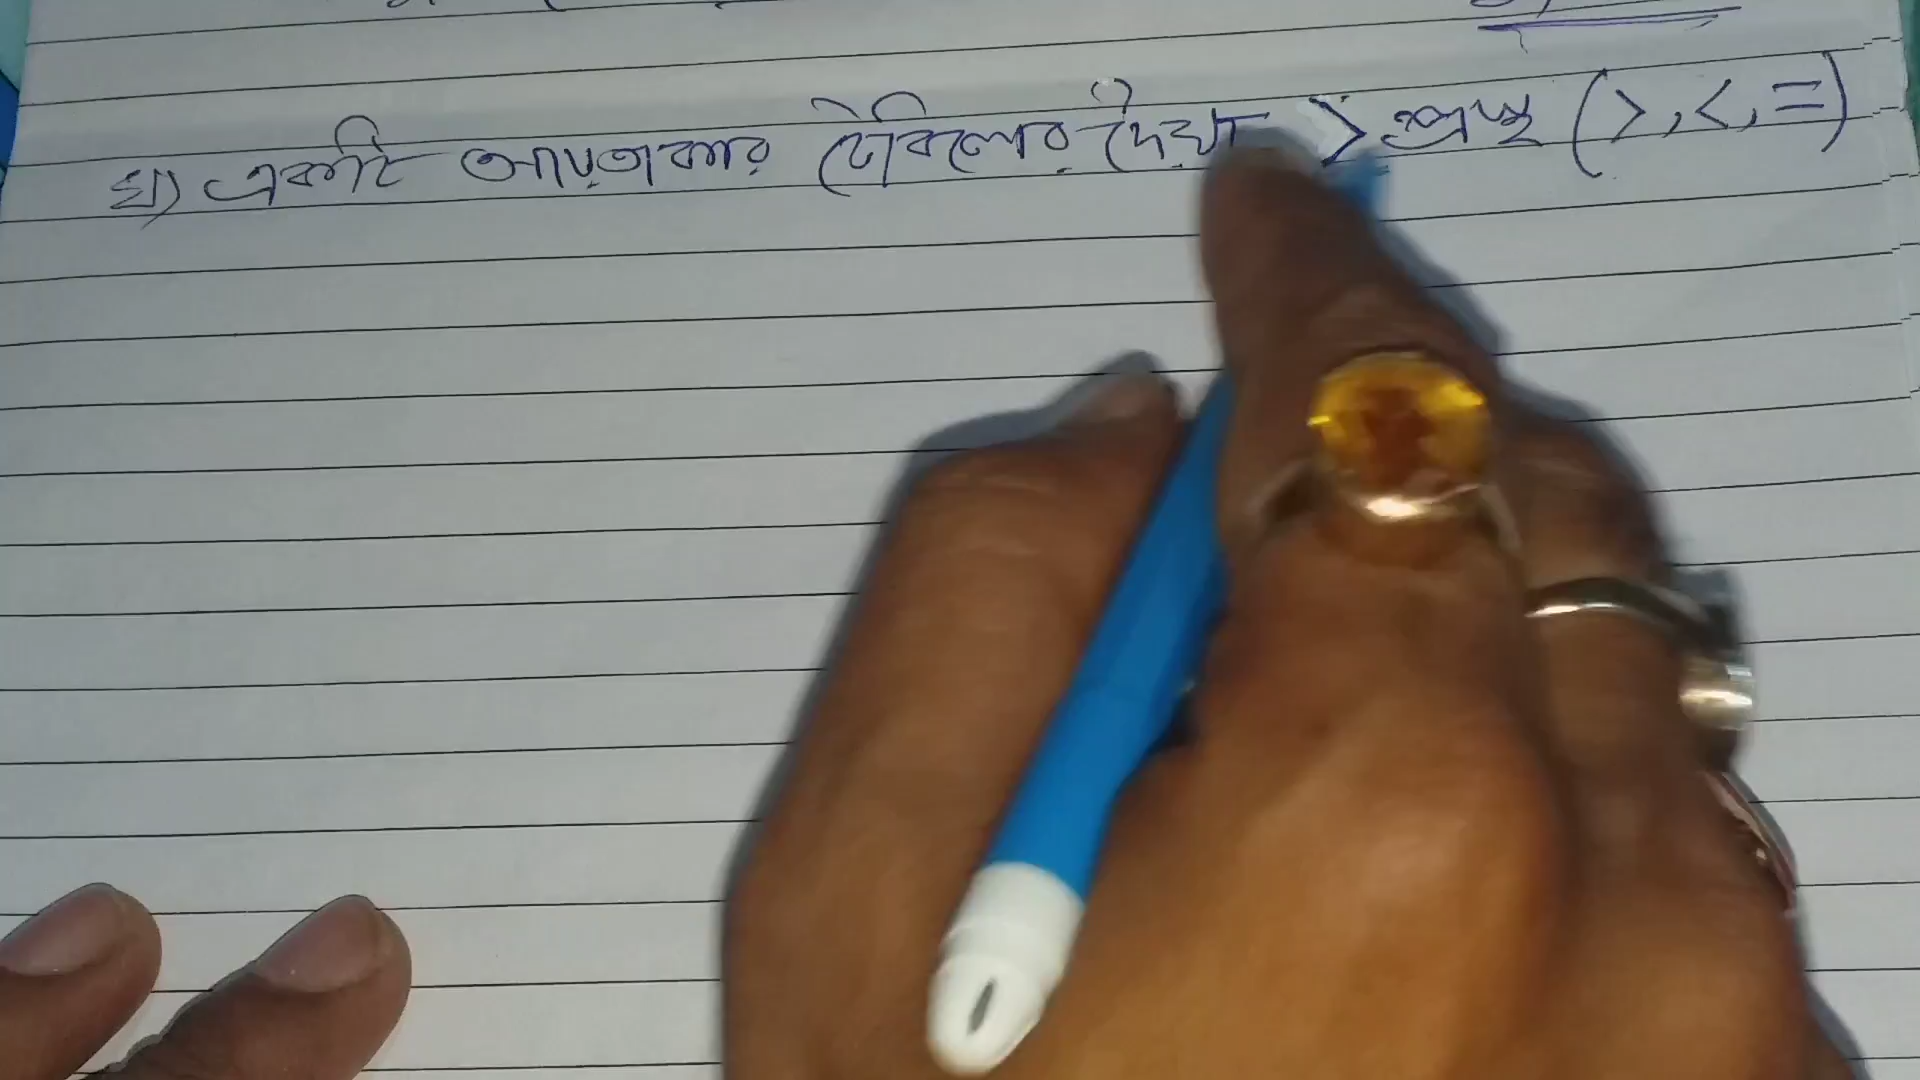 ঘ) একটি আয়তাকার টেবিলের দৈর্ঘ্য > প্রস্থ (>, <, =)